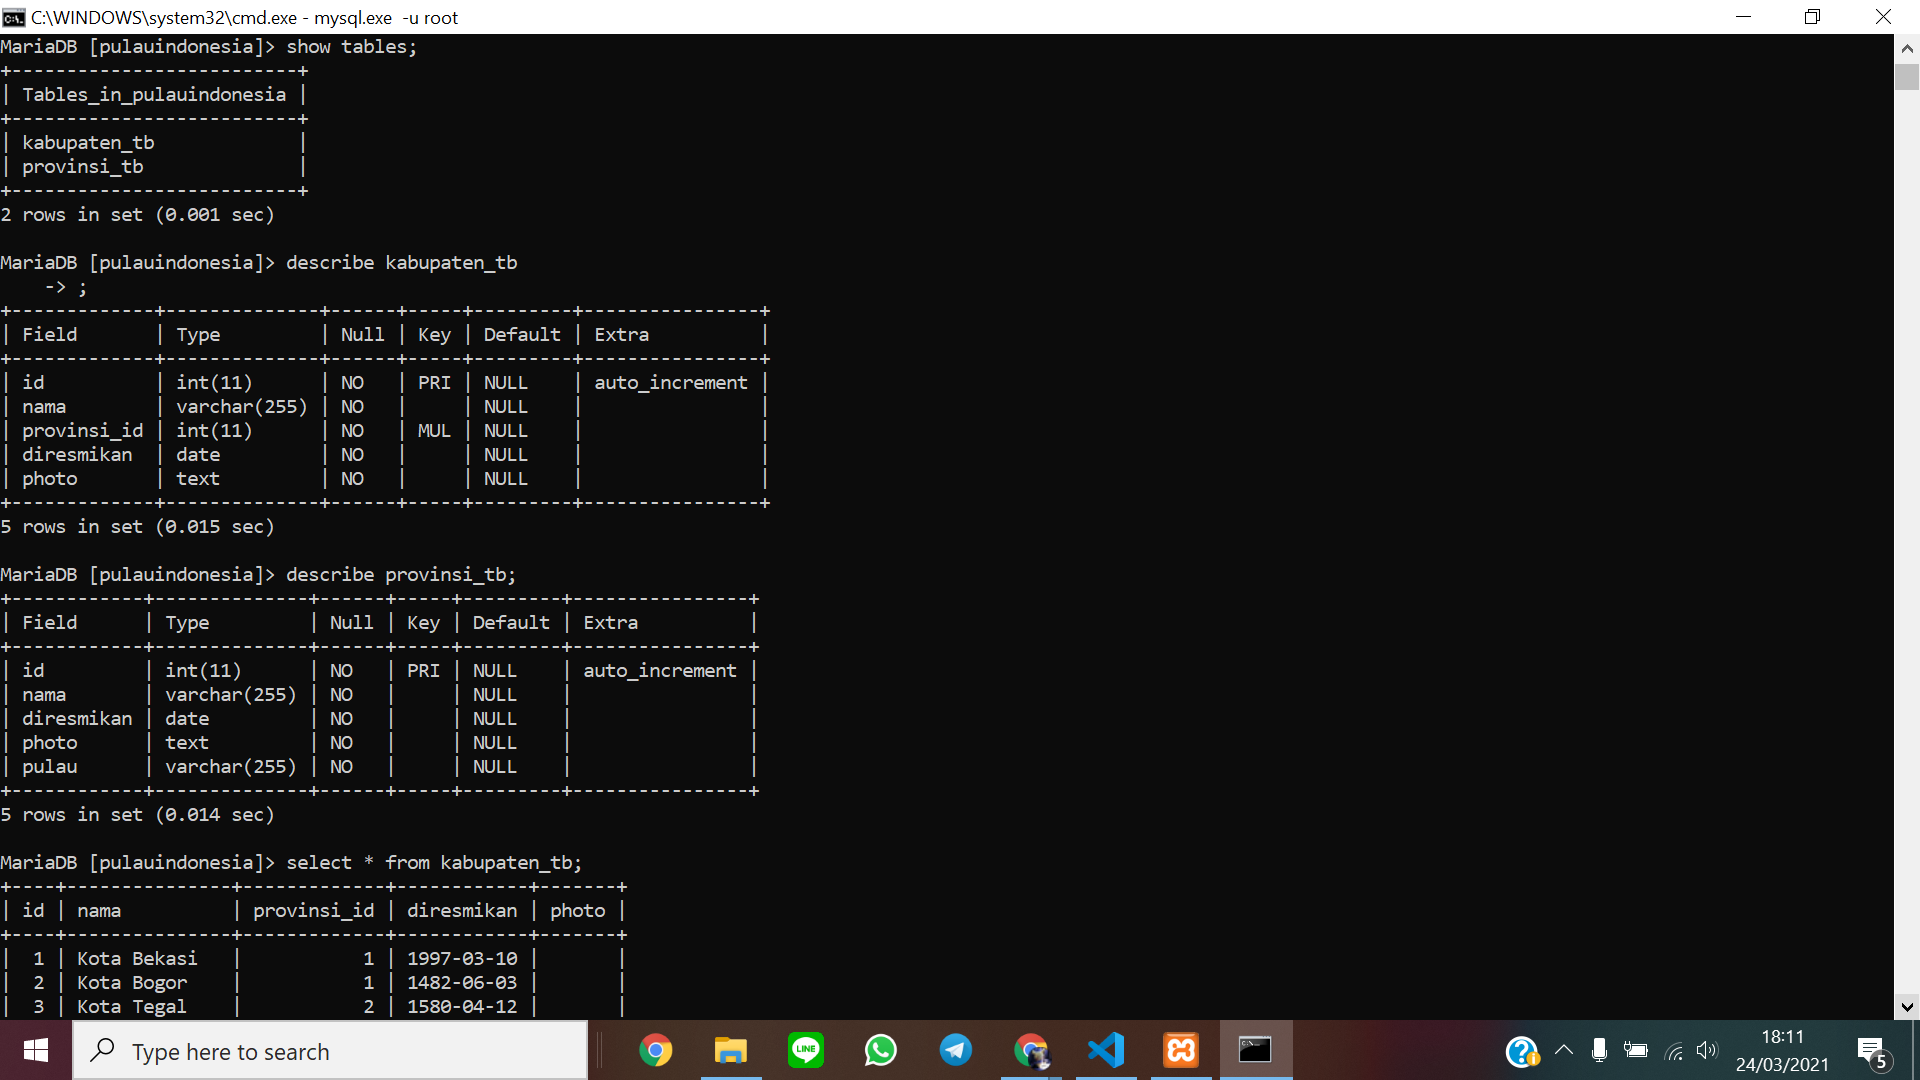 C:\WINDOWS\system32\cmd.exe - mysql.exe  -u root
MariaDB [pulauindonesia]> show tables;
+--------------------------+
| Tables_in_pulauindonesia |
+--------------------------+
| kabupaten_tb             |
| provinsi_tb              |
+--------------------------+
2 rows in set (0.001 sec)
MariaDB [pulauindonesia]> describe kabupaten_tb
    -> ;
+-------------+--------------+------+-----+---------+----------------+
| Field       | Type         | Null | Key | Default | Extra          |
+-------------+--------------+------+-----+---------+----------------+
| id          | int(11)      | NO   | PRI | NULL    | auto_increment |
| nama        | varchar(255) | NO   |     | NULL    |                |
| provinsi_id | int(11)      | NO   | MUL | NULL    |                |
| diresmikan  | date         | NO   |     | NULL    |                |
| photo       | text         | NO   |     | NULL    |                |
+-------------+--------------+------+-----+---------+----------------+
5 rows in set (0.015 sec)
MariaDB [pulauindonesia]> describe provinsi_tb;
+------------+--------------+------+-----+---------+----------------+
| Field      | Type         | Null | Key | Default | Extra          |
+------------+--------------+------+-----+---------+----------------+
| id         | int(11)      | NO   | PRI | NULL    | auto_increment |
| nama       | varchar(255) | NO   |     | NULL    |                |
| diresmikan | date         | NO   |     | NULL    |                |
| photo      | text         | NO   |     | NULL    |                |
| pulau      | varchar(255) | NO   |     | NULL    |                |
+------------+--------------+------+-----+---------+----------------+
5 rows in set (0.014 sec)
MariaDB [pulauindonesia]> select * from kabupaten_tb;
+----+---------------+-------------+------------+-------+
| id | nama          | provinsi_id | diresmikan | photo |
+----+---------------+-------------+------------+-------+
|  1 | Kota Bekasi   |           1 | 1997-03-10 |       |
|  2 | Kota Bogor    |           1 | 1482-06-03 |       |
|  3 | Kota Tegal    |           2 | 1580-04-12 |       |
Type here to search
LINE
18:11
24/03/2021
5